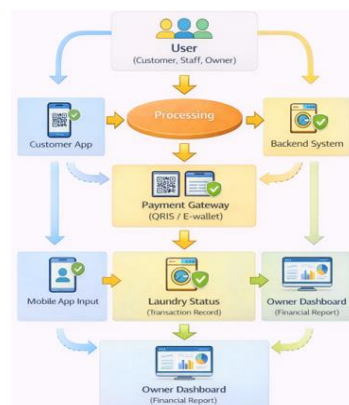 User
(Customer, Staff, Owner)
Processing
Customer App
Backend System
Payment Gateway
(QRIS / E-wallet)
Mobile App Input
Laundry Status
(Transaction Record)
Owner Dashboard
(Financial Report)
Owner Dashboard
(Financial Report)